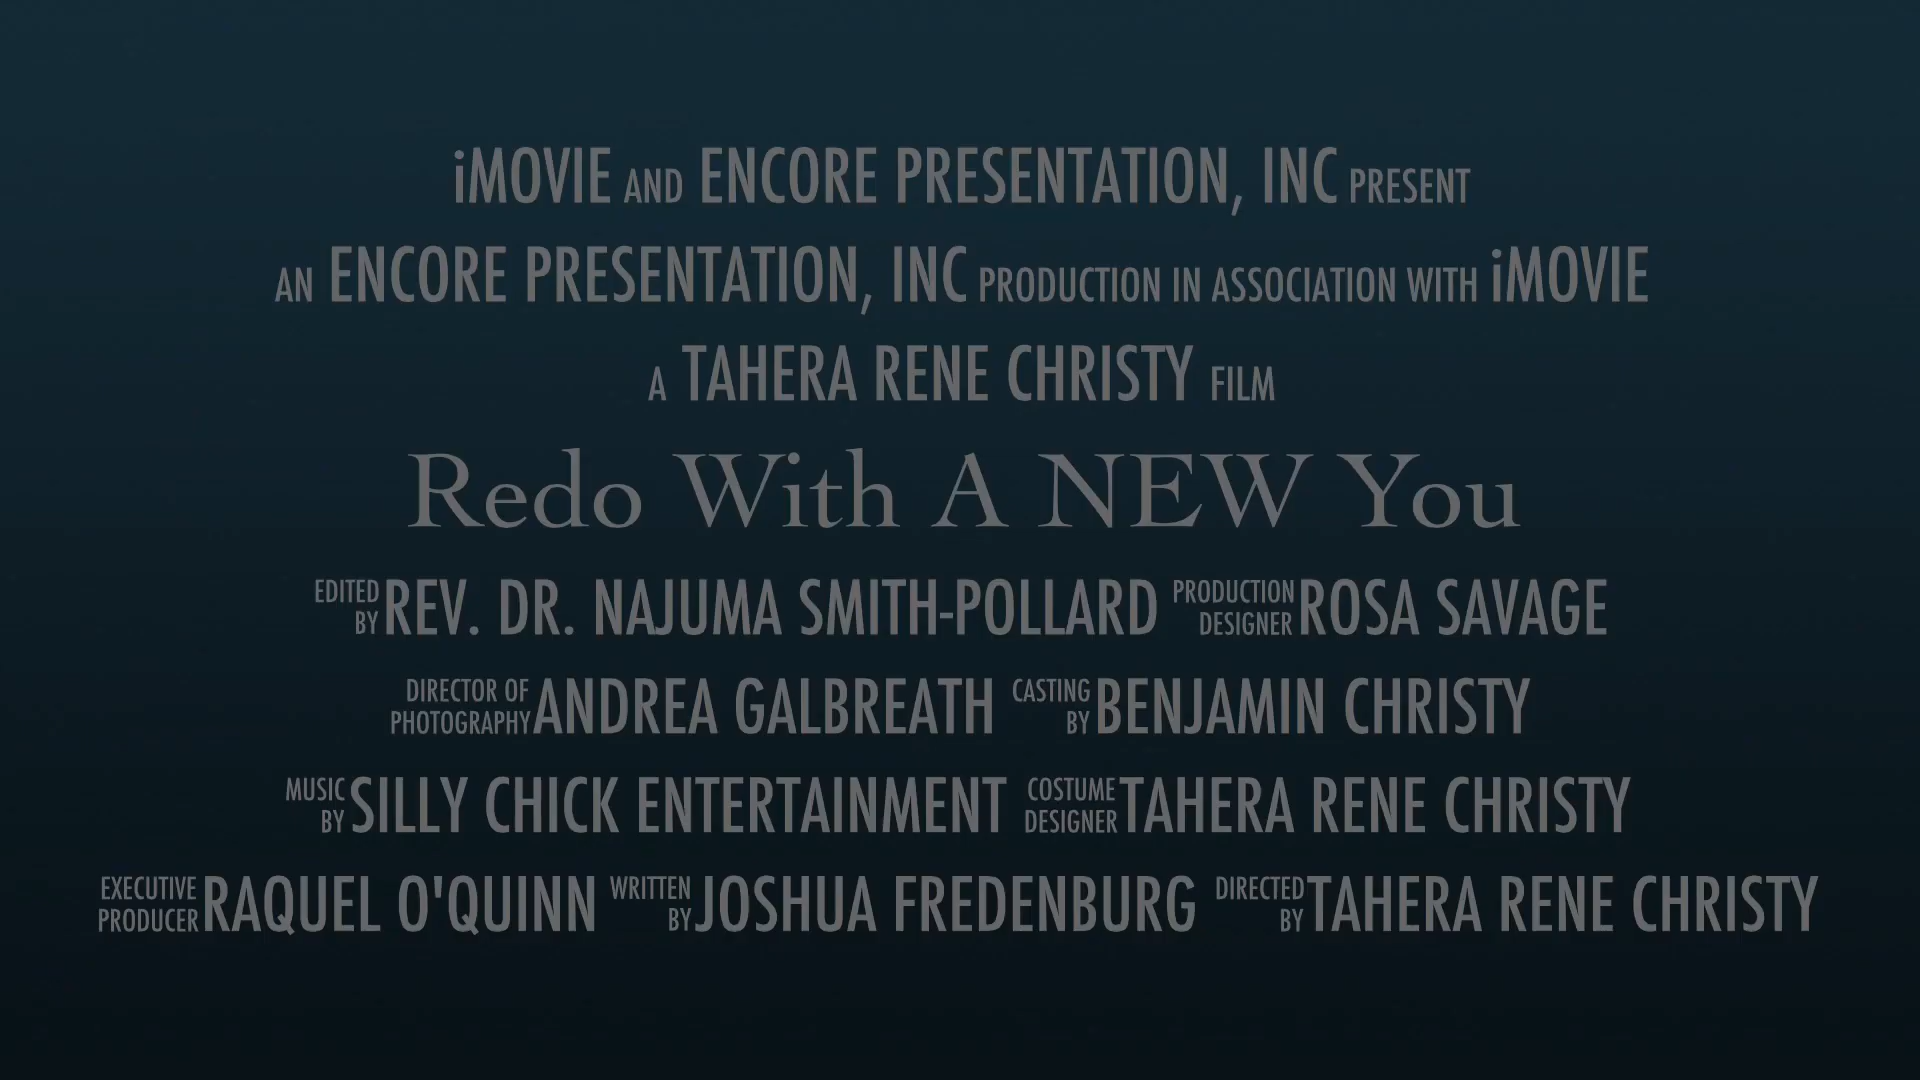 iMOVIE AND ENCORE PRESENTATION, INC PRESENT
AN ENCORE PRESENTATION, INC PRODUCTION IN ASSOCIATION WITH iMOVIE
A TAHERA RENE CHRISTY FILM
Redo With A NEW You
EDITED BY REV. DR. NAJUMA SMITH-POLLARD PRODUCTION DESIGNER ROSA SAVAGE
DIRECTOR OF PHOTOGRAPHY ANDREA GALBREATH CASTING BY BENJAMIN CHRISTY
MUSIC BY SILLY CHICK ENTERTAINMENT COSTUME DESIGNER TAHERA RENE CHRISTY
EXECUTIVE PRODUCER RAQUEL O'QUINN WRITTEN BY JOSHUA FREDENBURG DIRECTED BY TAHERA RENE CHRISTY